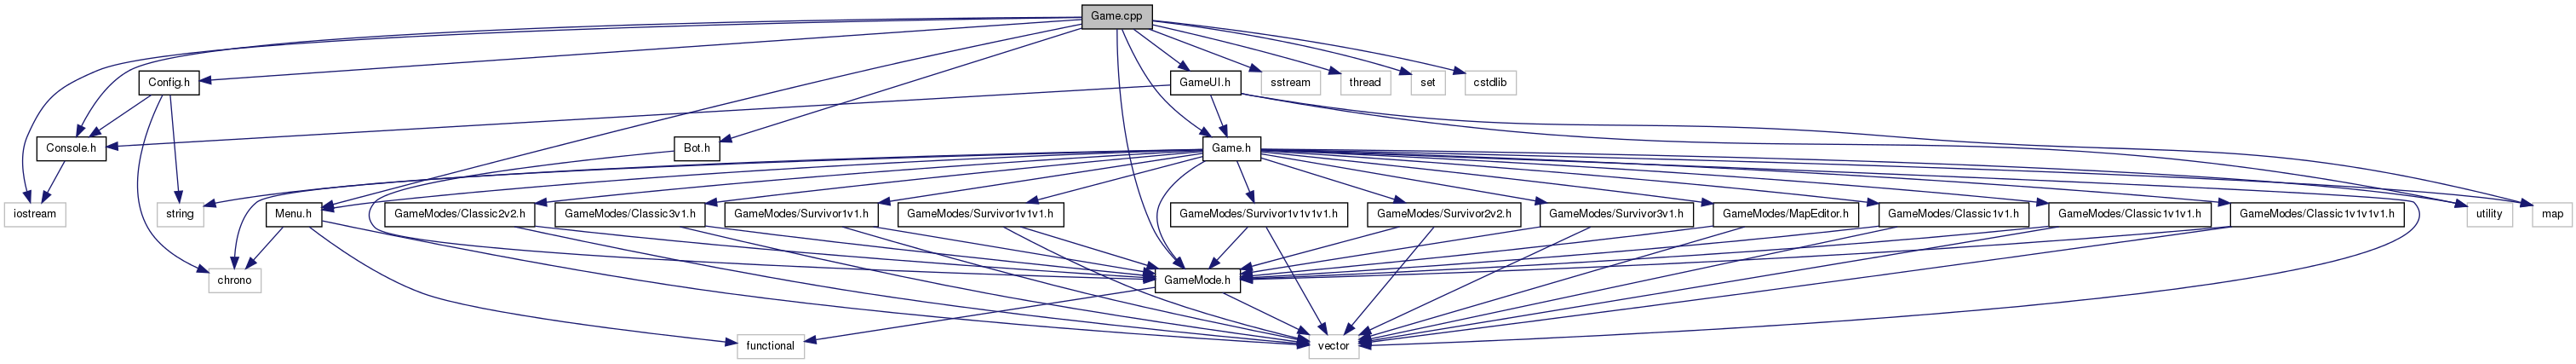 Game.cpp
Config.h
GameUI.h
sstream
thread
set
cstdlib
Console.h
Bot.h
Game.h
iostream
string
Menu.h
GameModes/Classic2v2.h
GameModes/Classic3v1.h
GameModes/Survivor1v1.h
GameModes/Survivor1v1v1.h
GameModes/Survivor1v1v1v1.h
GameModes/Survivor2v2.h
GameModes/Survivor3v1.h
GameModes/MapEditor.h
GameModes/Classic1v1.h
GameModes/Classic1v1v1.h
GameModes/Classic1v1v1v1.h
utility
map
chrono
GameMode.h
functional
vector